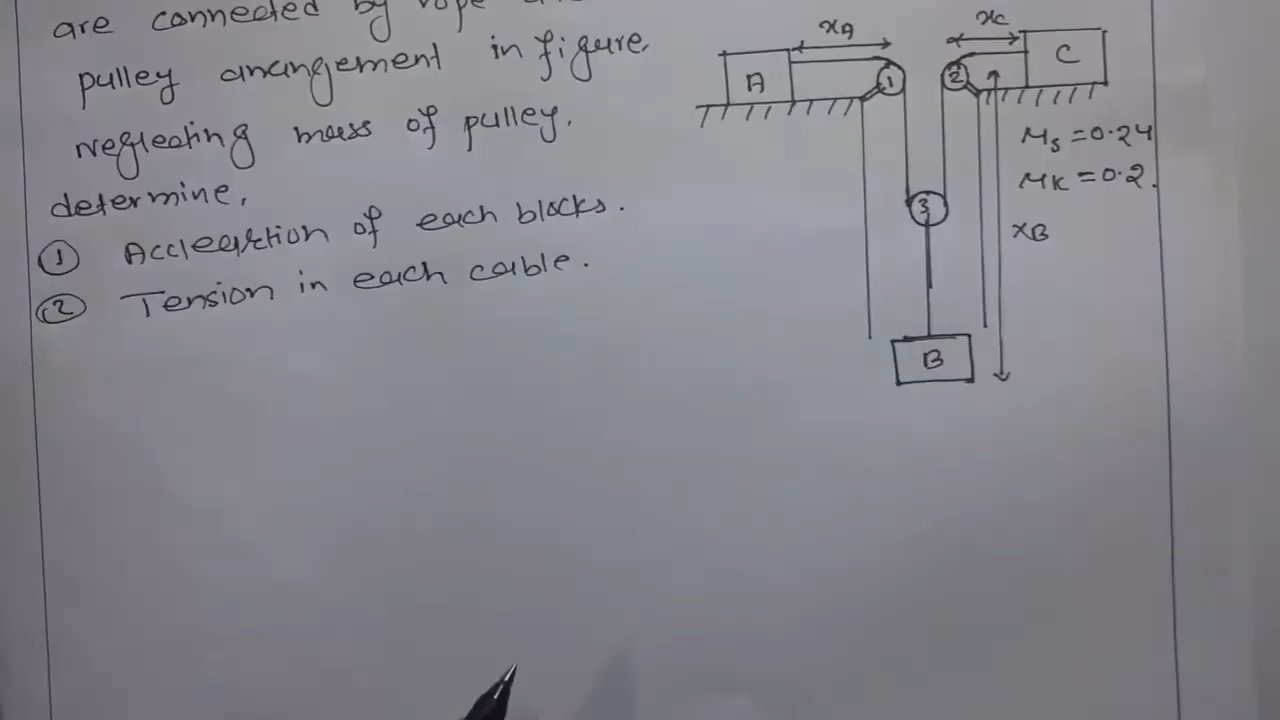 are connected by rope
pulley arrangement in figure
neglecting mass of pulley.
determine,
① Acclearction of each blocks.
② Tension in each cable.
xA
xC
A
1
2
C
Ms = 0.24
MK = 0.2.
3
xB
B